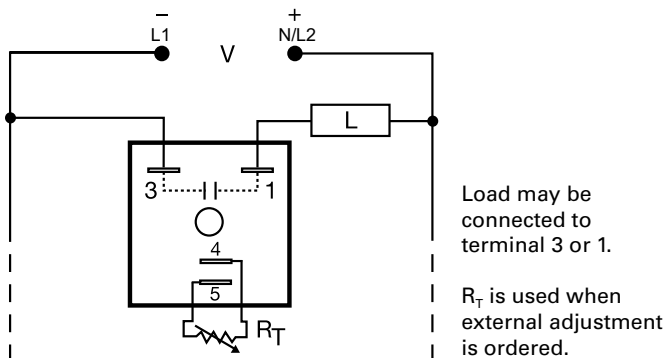 – +
L1 V N/L2
L
3 1
4
5
RT
Load may be
connected to
terminal 3 or 1.
RT is used when
external adjustment
is ordered.